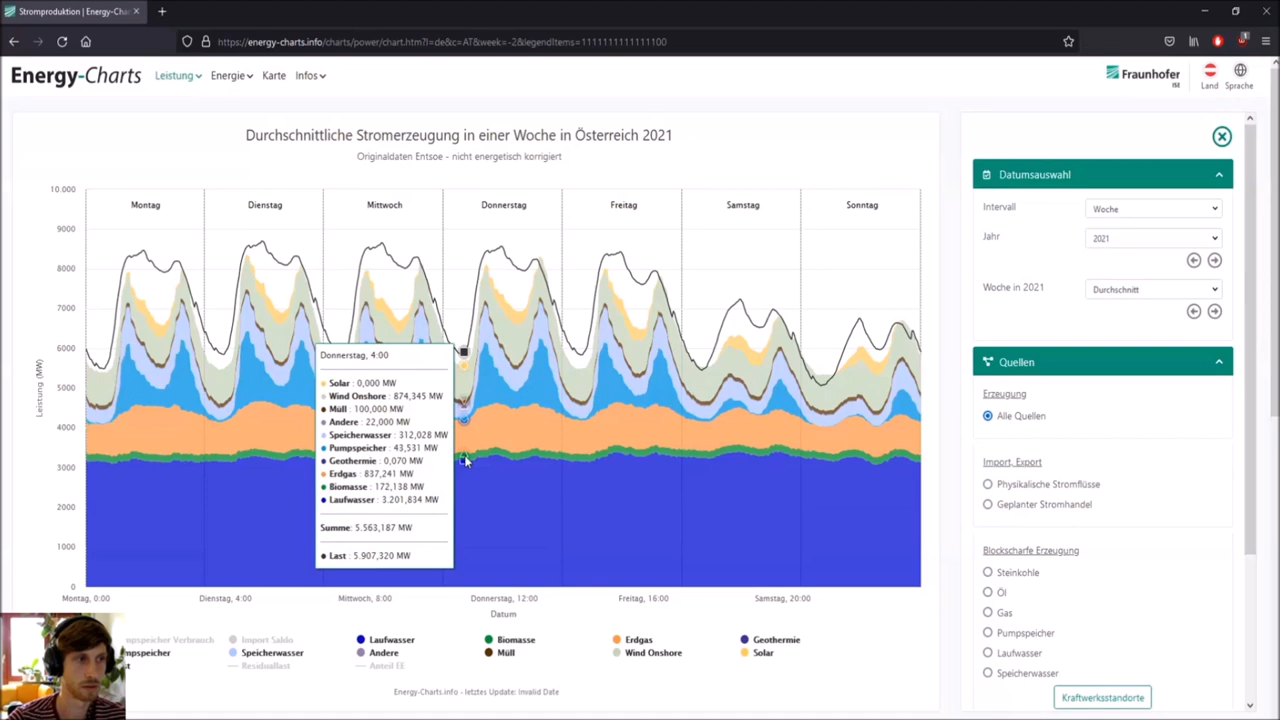 Stromproduktion | Energy-Char
https://energy-charts.info/charts/power/chart.htm?l=de&c=AT&week=-2&legendItems=1111111111111100
Energy-Charts
Leistung Energie Karte Infos
Fraunhofer
ISE
Land Sprache
Durchschnittliche Stromerzeugung in einer Woche in Österreich 2021
Originaldaten Entsoe - nicht energetisch korrigiert
Leistung (MW)
10.000
9000
8000
7000
6000
5000
4000
3000
2000
1000
0
Montag Dienstag Mittwoch Donnerstag Freitag Samstag Sonntag
Donnerstag, 4:00
Solar : 0,000 MW
Wind Onshore : 874,345 MW
Müll : 100,000 MW
Andere : 22,000 MW
Speicherwasser : 312,028 MW
Pumpspeicher : 43,531 MW
Geothermie : 0,070 MW
Erdgas : 837,241 MW
Biomasse : 172,138 MW
Laufwasser : 3.201,834 MW
Summe: 5.563,187 MW
Last : 5.907,320 MW
Montag, 0:00 Dienstag, 4:00 Mittwoch, 8:00 Donnerstag, 12:00 Freitag, 16:00 Samstag, 20:00
Datum
mpspeicher Verbrauch Import Saldo Laufwasser Biomasse Erdgas Geothermie
mpspeicher Speicherwasser Andere Müll Wind Onshore Solar
st Residuallast Anteil EE
Energy-Charts.info - letztes Update: Invalid Date
Datumsauswahl
Intervall Woche
Jahr 2021
Woche in 2021 Durchschnitt
Quellen
Erzeugung
Alle Quellen
Import, Export
Physikalische Stromflüsse
Geplanter Stromhandel
Blockscharfe Erzeugung
Steinkohle
Öl
Gas
Pumpspeicher
Laufwasser
Speicherwasser
Kraftwerksstandorte